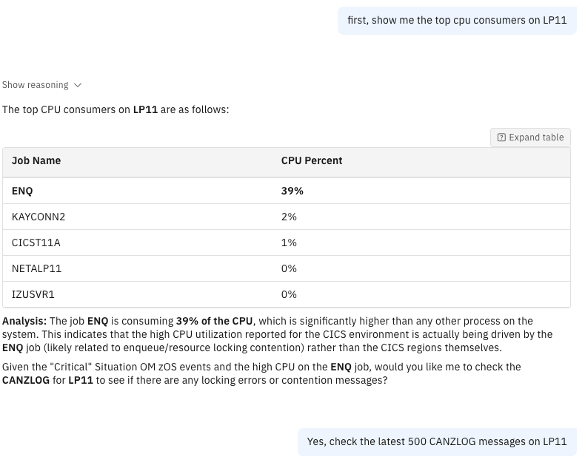 first, show me the top cpu consumers on LP11
Show reasoning
The top CPU consumers on LP11 are as follows:
Expand table
Job Name CPU Percent
ENQ 39%
KAYCONN2 2%
CICST11A 1%
NETALP11 0%
IZUSVR1 0%
Analysis: The job ENQ is consuming 39% of the CPU, which is significantly higher than any other process on the
system. This indicates that the high CPU utilization reported for the CICS environment is actually being driven by the
ENQ job (likely related to enqueue/resource locking contention) rather than the CICS regions themselves.
Given the "Critical" Situation OM zOS events and the high CPU on the ENQ job, would you like me to check the
CANZLOG for LP11 to see if there are any locking errors or contention messages?
Yes, check the latest 500 CANZLOG messages on LP11